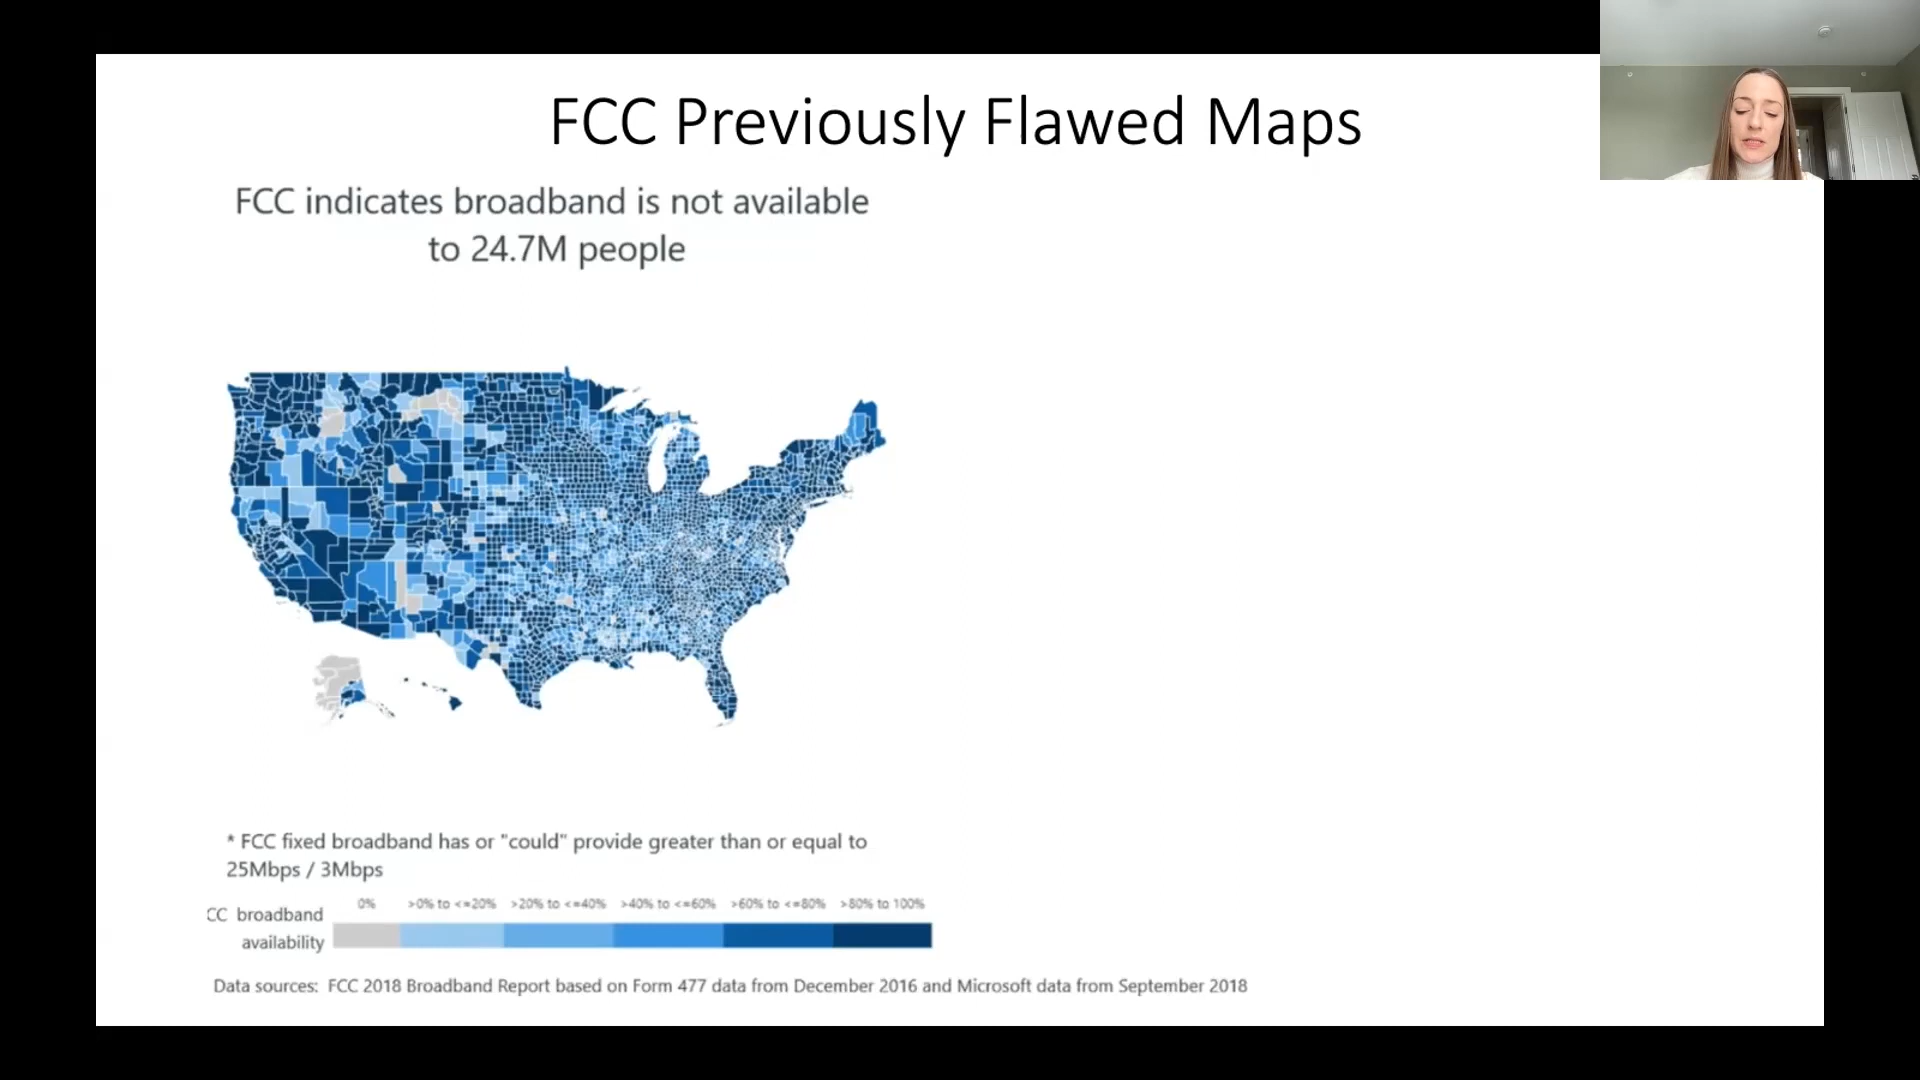 FCC Previously Flawed Maps
FCC indicates broadband is not available
to 24.7M people
* FCC fixed broadband has or "could" provide greater than or equal to
25Mbps / 3Mbps
0% >0% to <=20% >20% to <=40% >40% to <=60% >60% to <=80% >80% to 100%
CC broadband
availability
Data sources: FCC 2018 Broadband Report based on Form 477 data from December 2016 and Microsoft data from September 2018